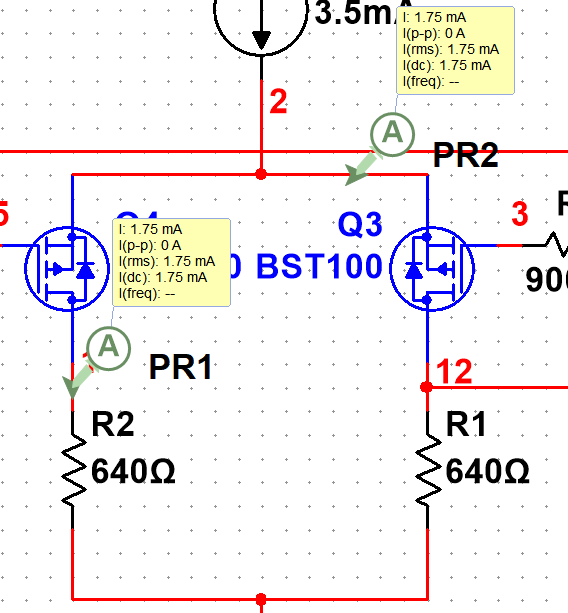 3.5mA
I: 1.75 mA
I(p-p): 0 A
I(rms): 1.75 mA
I(dc): 1.75 mA
I(freq): --
2
A
PR2
5
Q3
3
I: 1.75 mA
I(p-p): 0 A
I(rms): 1.75 mA
I(dc): 1.75 mA
I(freq): --
0 BST100
900
A
PR1
12
R2
640Ω
R1
640Ω